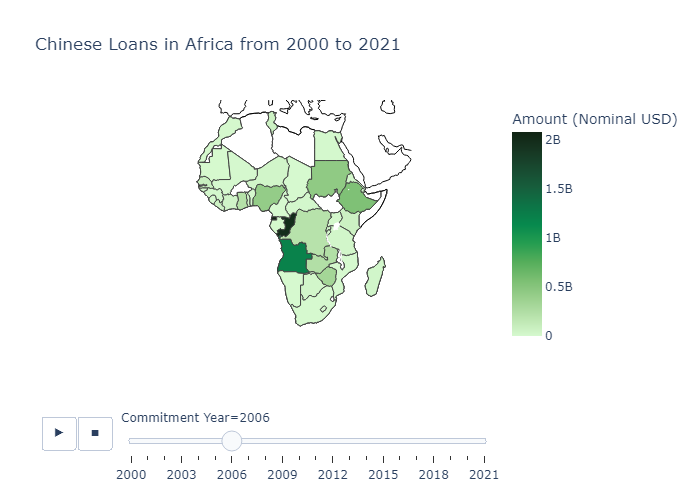 Chinese Loans in Africa from 2000 to 2021
Amount (Nominal USD)
2B
1.5B
1B
0.5B
0
Commitment Year=2006
2000 2003 2006 2009 2012 2015 2018 2021